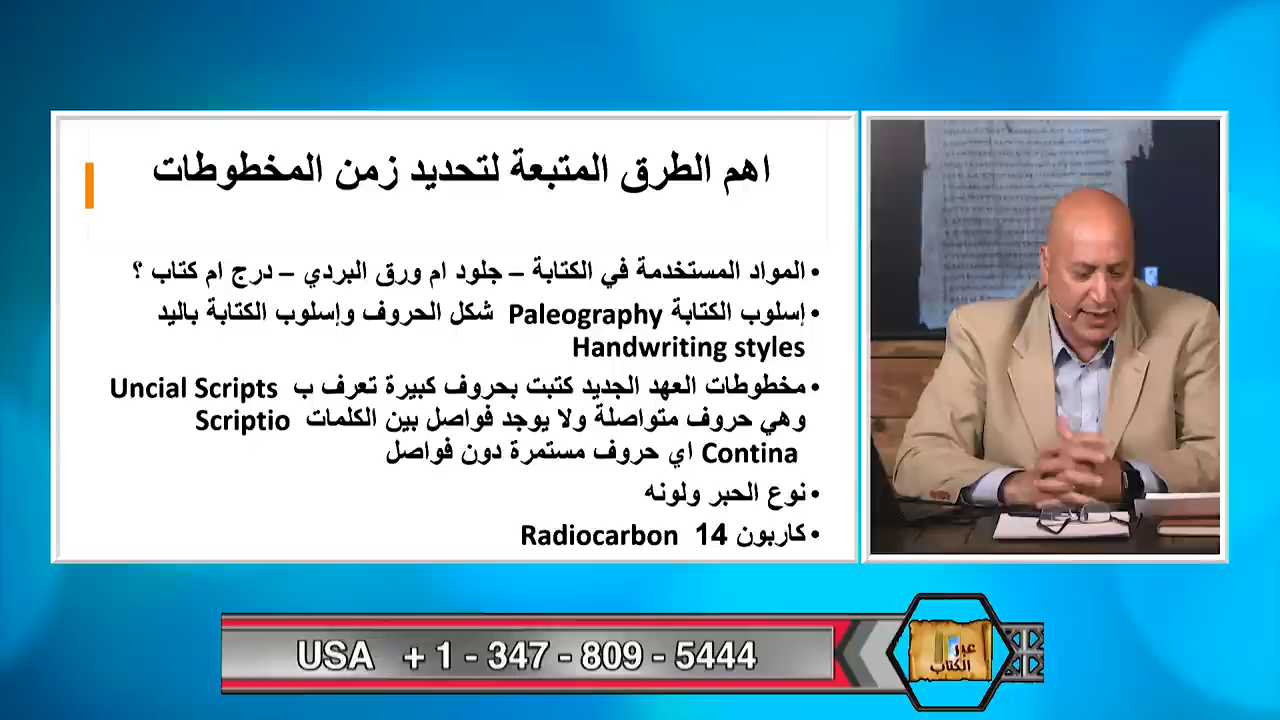 اهم الطرق المتبعة لتحديد زمن المخطوطات
• المواد المستخدمة في الكتابة – جلود ام ورق البردي – درج ام كتاب ؟
• إسلوب الكتابة Paleography شكل الحروف وإسلوب الكتابة باليد
Handwriting styles
• مخطوطات العهد الجديد كتبت بحروف كبيرة تعرف ب Uncial Scripts
وهي حروف متواصلة ولا يوجد فواصل بين الكلمات Scriptio
Contina اي حروف مستمرة دون فواصل
• نوع الحبر ولونه
• كاربون 14 Radiocarbon
USA + 1 - 347 - 809 - 5444
عبر
الكتاب